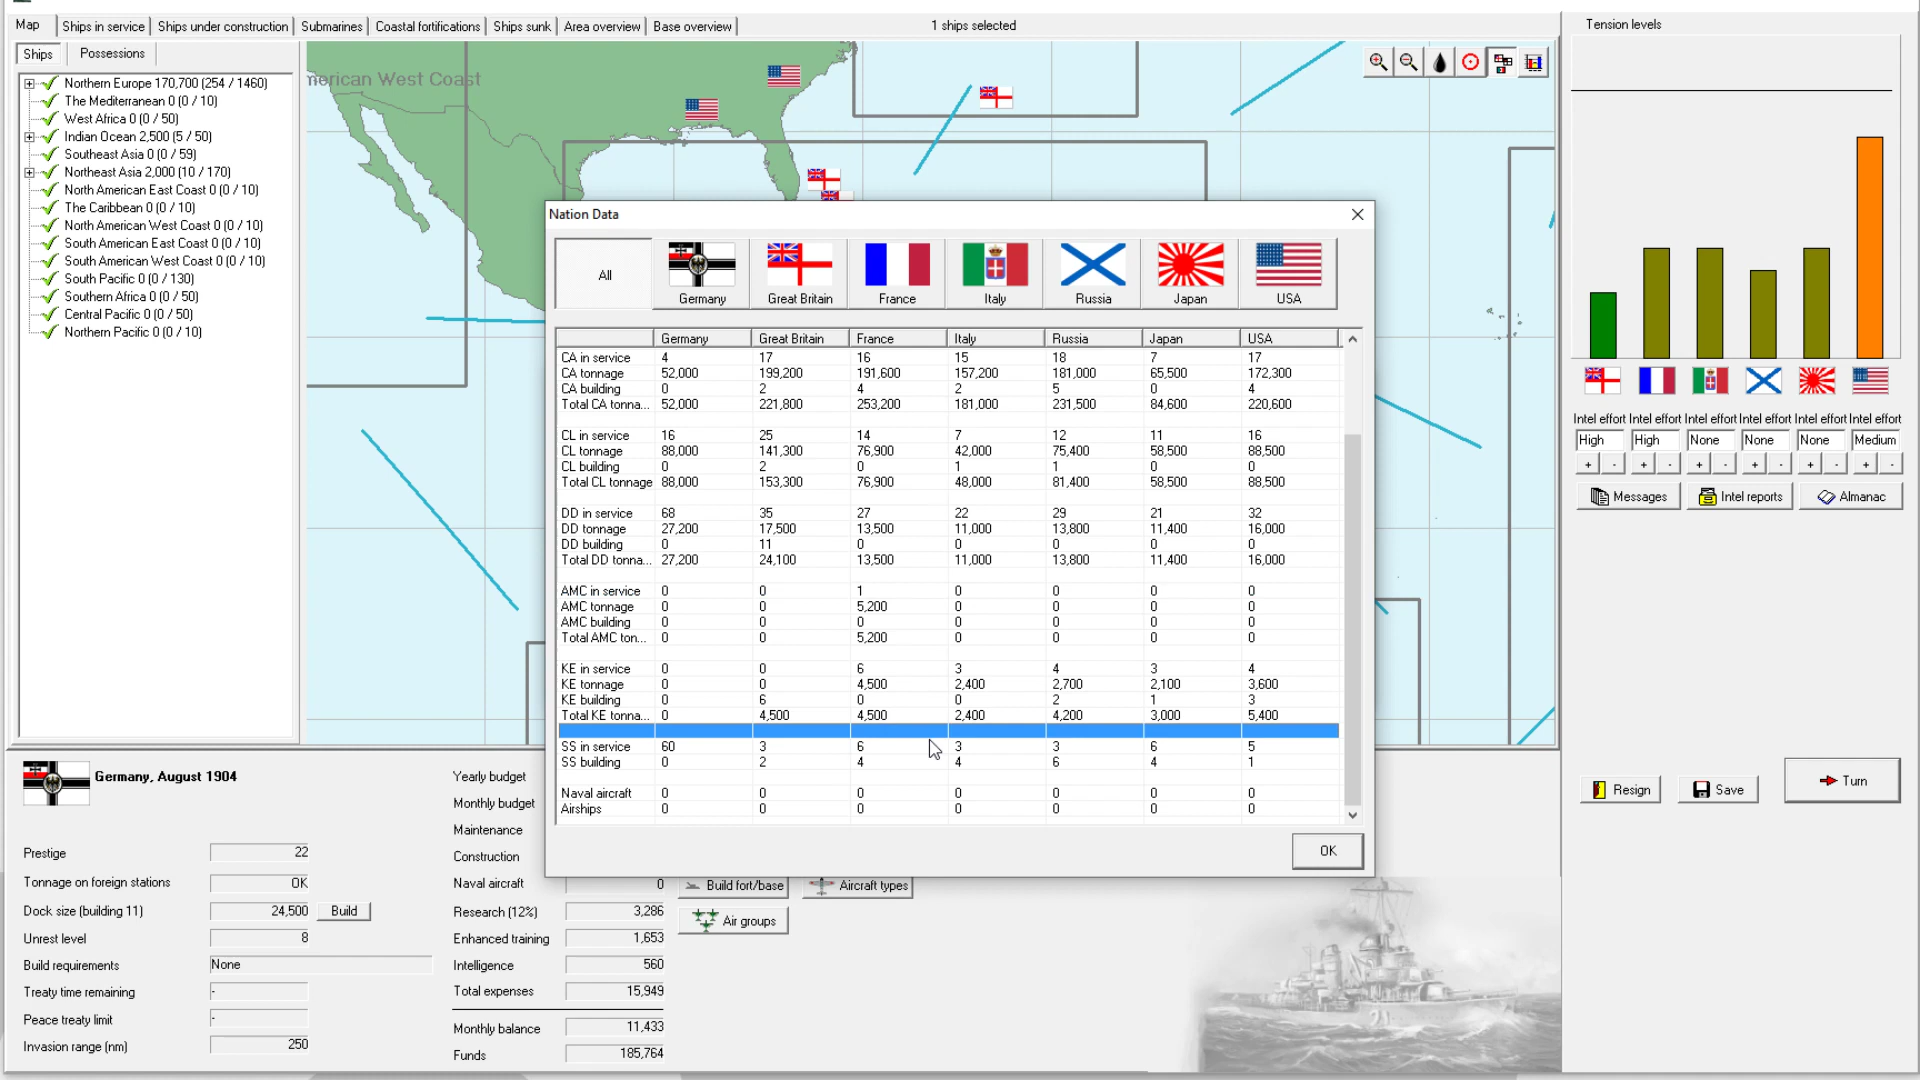 Map Ships in service Ships under construction Submarines Coastal fortifications Ships sunk Area overview Base overview 1 ships selected Tension levels
Ships Possessions
Northern Europe 170,700 (254 / 1460)
The Mediterranean 0 (0 / 10)
West Africa 0 (0 / 50)
Indian Ocean 2,500 (5 / 50)
Southeast Asia 0 (0 / 59)
Northeast Asia 2,000 (10 / 170)
North American East Coast 0 (0 / 10)
The Caribbean 0 (0 / 10)
North American West Coast 0 (0 / 10)
South American East Coast 0 (0 / 10)
South American West Coast 0 (0 / 10)
South Pacific 0 (0 / 130)
Southern Africa 0 (0 / 50)
Central Pacific 0 (0 / 50)
Northern Pacific 0 (0 / 10)
merican West Coast
Nation Data
All Germany Great Britain France Italy Russia Japan USA
Germany Great Britain France Italy Russia Japan USA
CA in service 4 17 16 15 18 7 17
CA tonnage 52,000 199,200 191,600 157,200 181,000 65,500 172,300
CA building 0 2 4 2 5 0 4
Total CA tonna... 52,000 221,800 253,200 181,000 231,500 84,600 220,600
CL in service 16 25 14 7 12 11 16
CL tonnage 88,000 141,300 76,900 42,000 75,400 58,500 88,500
CL building 0 2 0 1 1 0 0
Total CL tonnage 88,000 153,300 76,900 48,000 81,400 58,500 88,500
DD in service 68 35 27 22 29 21 32
DD tonnage 27,200 17,500 13,500 11,000 13,800 11,400 16,000
DD building 0 11 0 0 0 0 0
Total DD tonna... 27,200 24,100 13,500 11,000 13,800 11,400 16,000
AMC in service 0 0 1 0 0 0 0
AMC tonnage 0 0 5,200 0 0 0 0
AMC building 0 0 0 0 0 0 0
Total AMC ton... 0 0 5,200 0 0 0 0
KE in service 0 0 6 3 4 3 4
KE tonnage 0 0 4,500 2,400 2,700 2,100 3,600
KE building 0 6 0 0 2 1 3
Total KE tonna... 0 4,500 4,500 2,400 4,200 3,000 5,400
SS in service 60 3 6 3 3 6 5
SS building 0 2 4 4 6 4 1
Naval aircraft 0 0 0 0 0 0 0
Airships 0 0 0 0 0 0 0
OK
Intel effort Intel effort Intel effort Intel effort Intel effort Intel effort
High High None None None Medium
+ - + - + - + - + - + -
Messages Intel reports Almanac
Resign Save Turn
Germany, August 1904
Prestige 22
Tonnage on foreign stations OK
Dock size (building 11) 24,500 Build
Unrest level 8
Build requirements None
Treaty time remaining -
Peace treaty limit -
Invasion range (nm) 250
Yearly budget
Monthly budget
Maintenance
Construction
Naval aircraft 0
Research (12%) 3,286
Enhanced training 1,653
Intelligence 560
Total expenses 15,949
Monthly balance 11,433
Funds 185,764
Build fort/base Aircraft types
Air groups